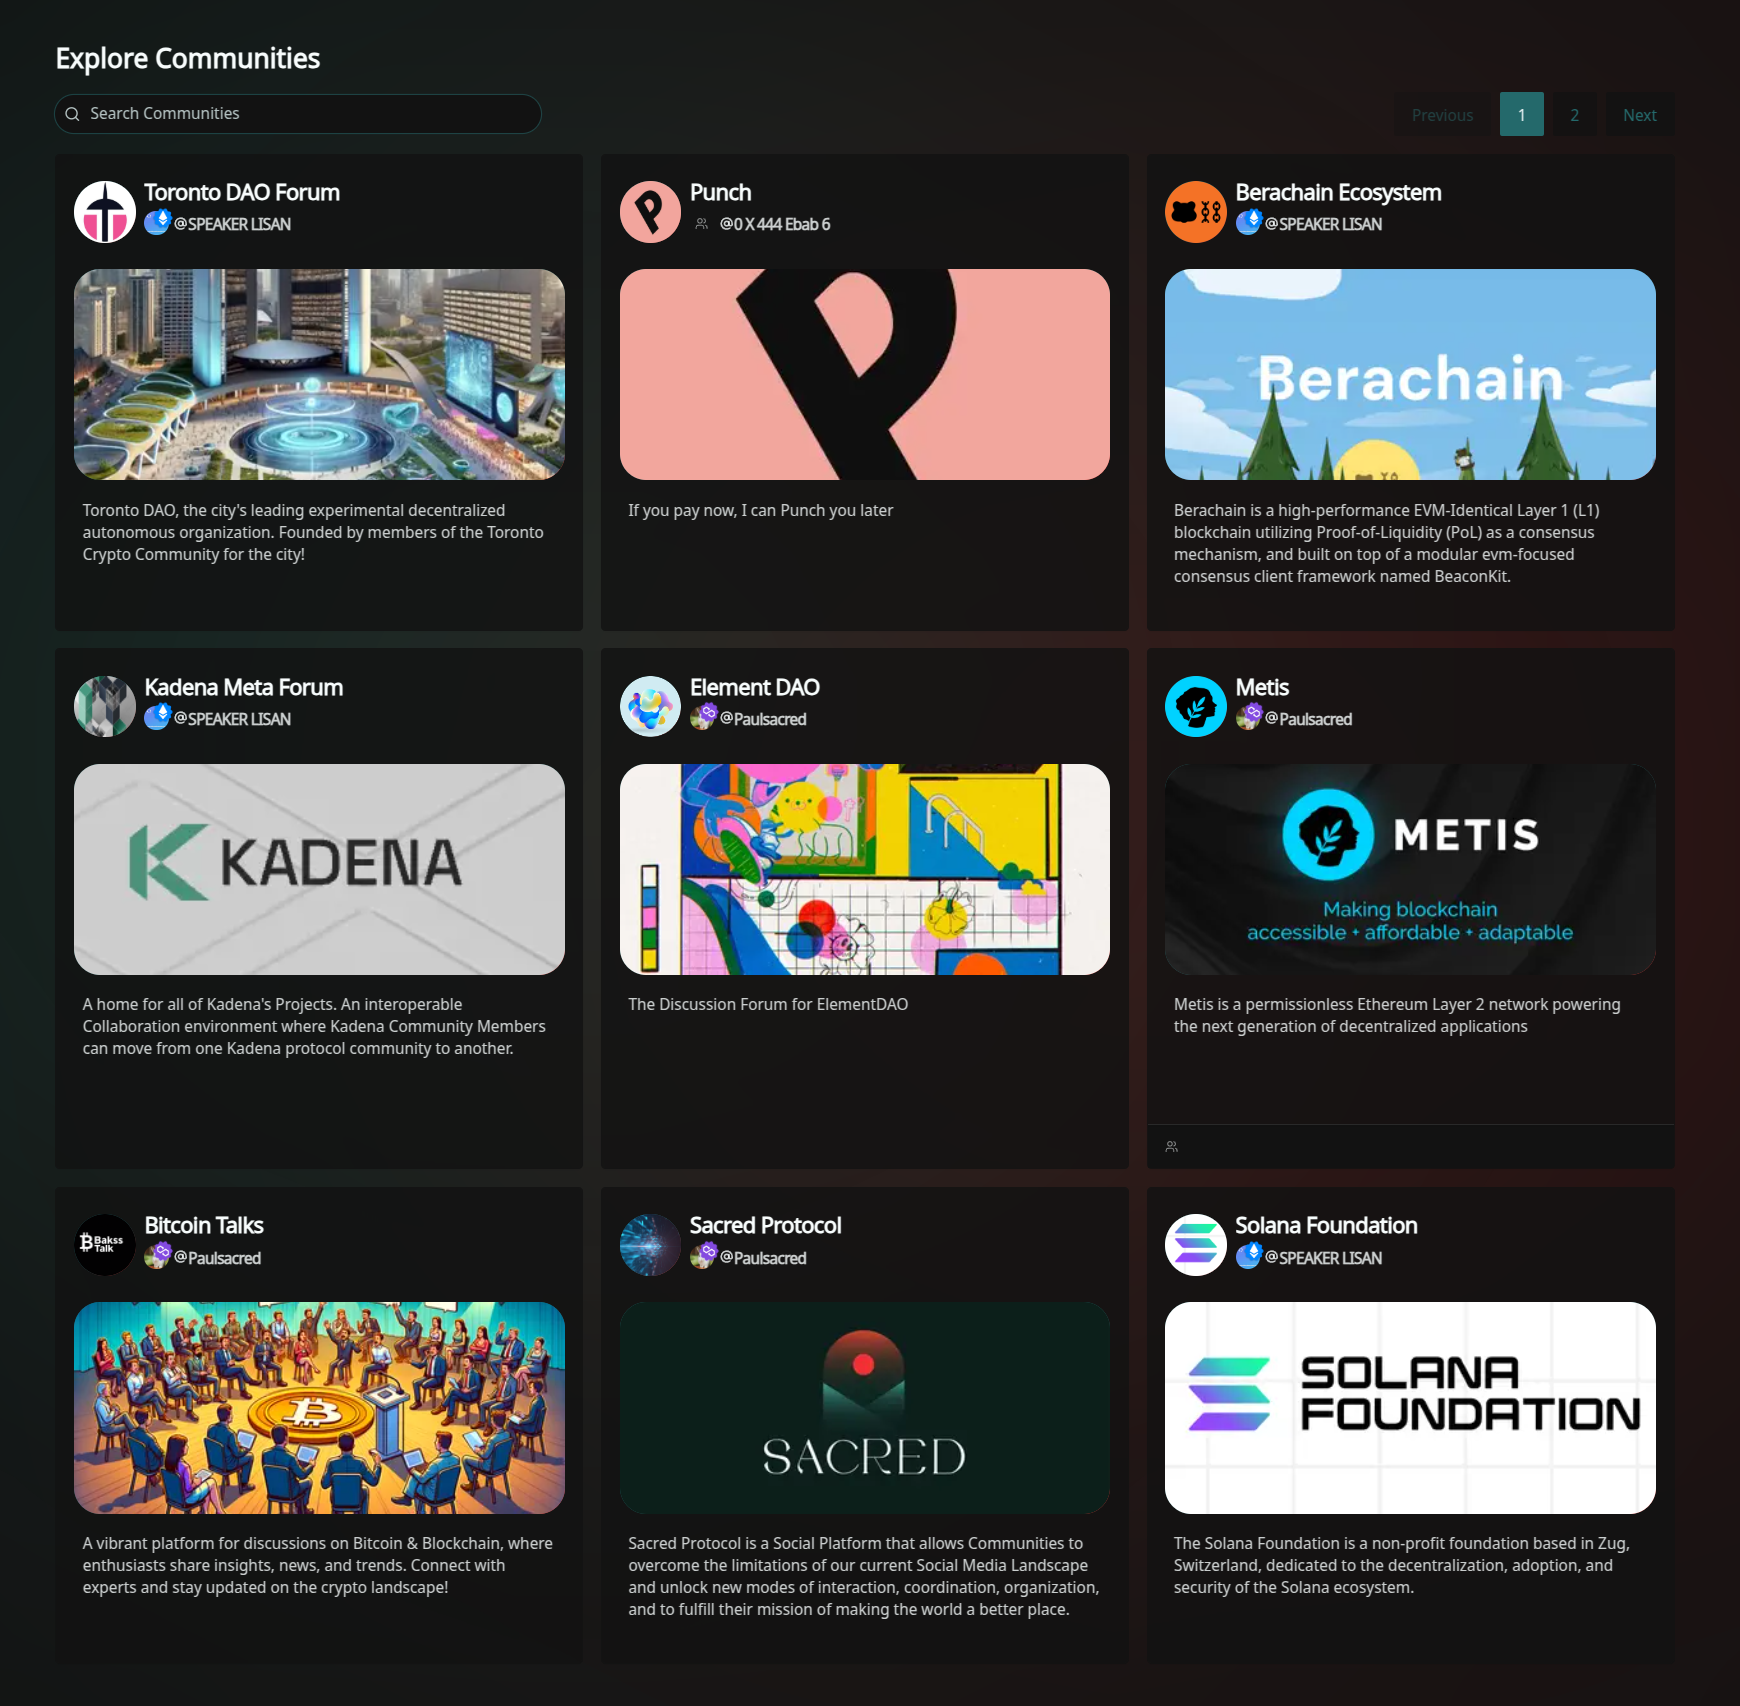 Explore Communities
Search Communities
Previous
1
2
Next
Toronto DAO Forum
@SPEAKER LISAN
Toronto DAO, the city's leading experimental decentralized
autonomous organization. Founded by members of the Toronto
Crypto Community for the city!
Punch
@0 X 444 Ebab 6
If you pay now, I can Punch you later
Berachain Ecosystem
@SPEAKER LISAN
Berachain
Berachain is a high-performance EVM-Identical Layer 1 (L1)
blockchain utilizing Proof-of-Liquidity (PoL) as a consensus
mechanism, and built on top of a modular evm-focused
consensus client framework named BeaconKit.
Kadena Meta Forum
@SPEAKER LISAN
KADENA
A home for all of Kadena's Projects. An interoperable
Collaboration environment where Kadena Community Members
can move from one Kadena protocol community to another.
Element DAO
@Paulsacred
The Discussion Forum for ElementDAO
Metis
@Paulsacred
METIS
Making blockchain
accessible + affordable + adaptable
Metis is a permissionless Ethereum Layer 2 network powering
the next generation of decentralized applications
Bitcoin Talks
Bakss
Talk
@Paulsacred
A vibrant platform for discussions on Bitcoin & Blockchain, where
enthusiasts share insights, news, and trends. Connect with
experts and stay updated on the crypto landscape!
Sacred Protocol
@Paulsacred
SACRED
Sacred Protocol is a Social Platform that allows Communities to
overcome the limitations of our current Social Media Landscape
and unlock new modes of interaction, coordination, organization,
and to fulfill their mission of making the world a better place.
Solana Foundation
@SPEAKER LISAN
SOLANA
FOUNDATION
The Solana Foundation is a non-profit foundation based in Zug,
Switzerland, dedicated to the decentralization, adoption, and
security of the Solana ecosystem.